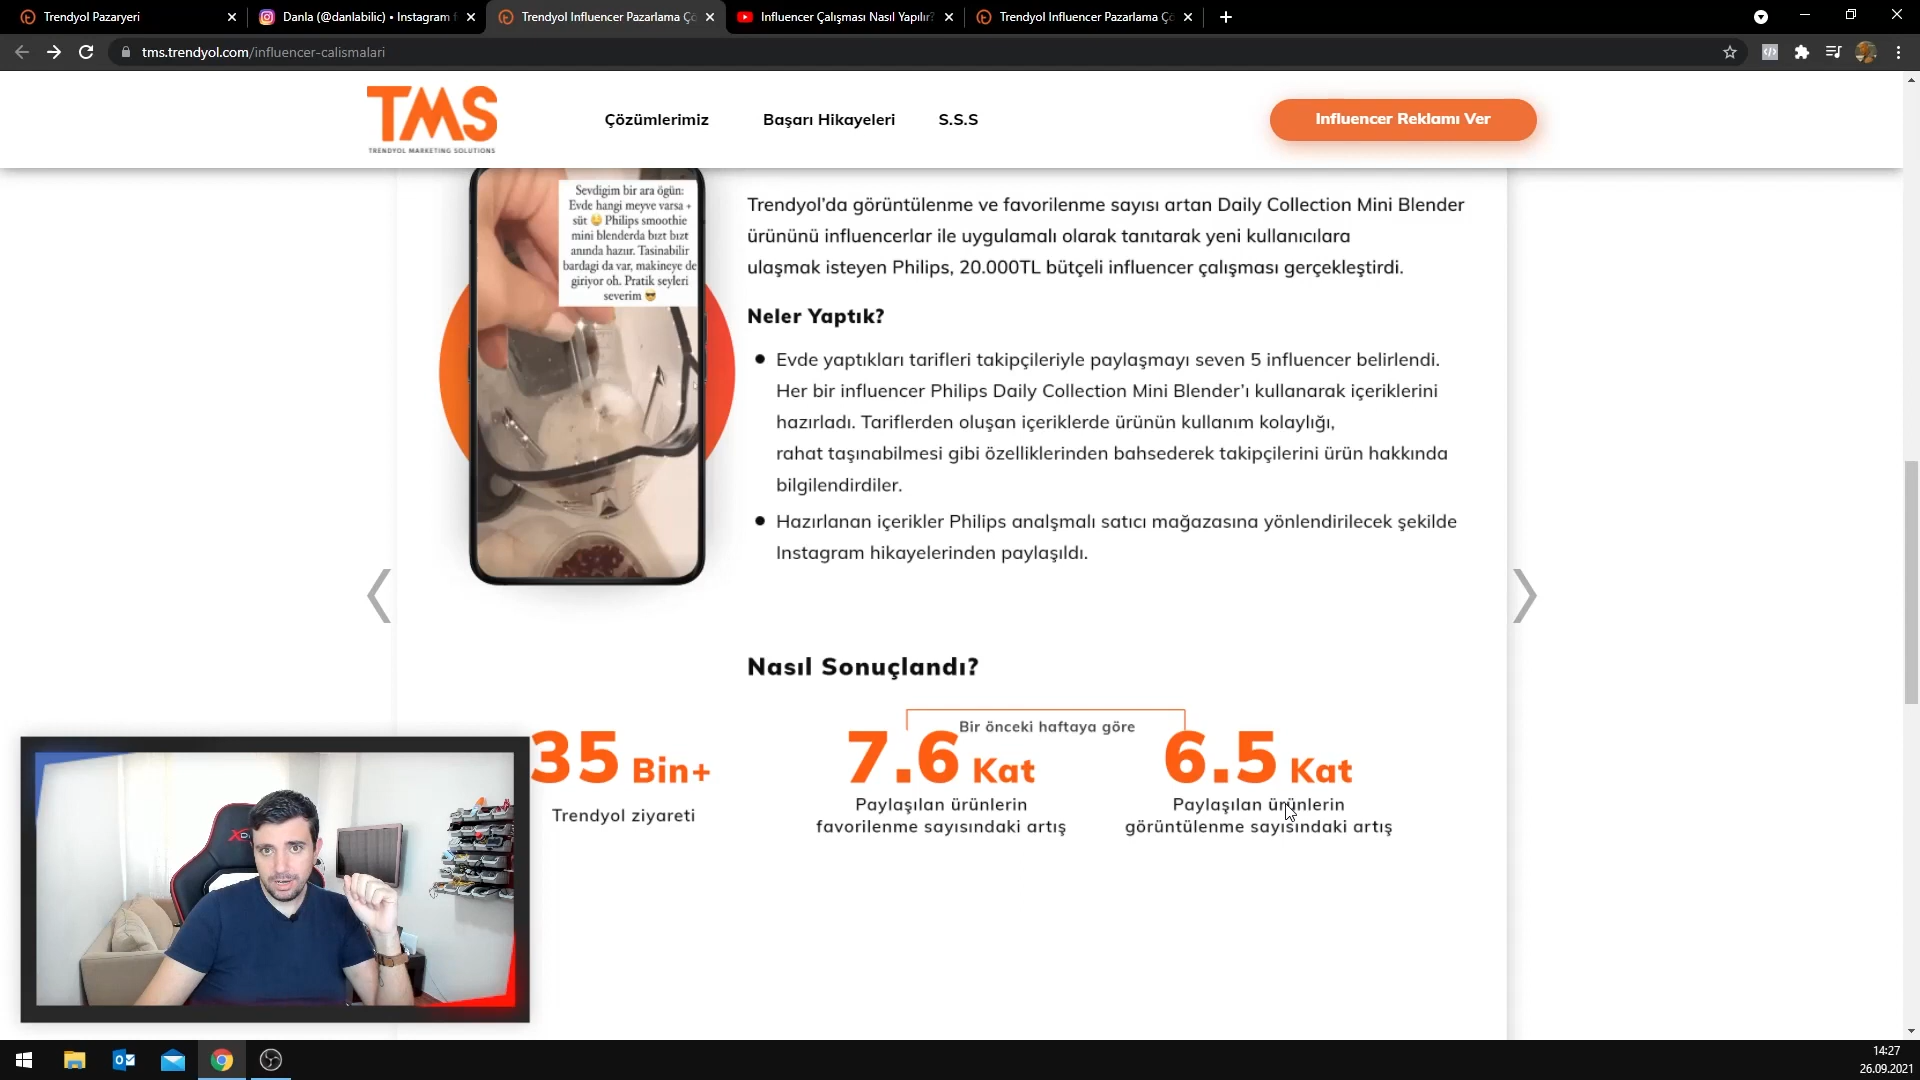 Trendyol Pazaryeri
Danla (@danlabilic) • Instagram f
Trendyol Influencer Pazarlama Çö
Influencer Çalışması Nasıl Yapılır?
Trendyol Influencer Pazarlama Çö
tms.trendyol.com/influencer-calismalari
TMS
TRENDYOL MARKETING SOLUTIONS
Çözümlerimiz
Başarı Hikayeleri
S.S.S
Influencer Reklamı Ver
Sevdigim bir ara ögün:
Evde hangi meyve varsa +
süt 😋 Philips smoothie
mini blenderda bızt bızt
anında hazır. Tasinabilir
bardagi da var, makineye de
giriyor oh. Pratik seyleri
severim 😎
Trendyol'da görüntülenme ve favorilenme sayısı artan Daily Collection Mini Blender
ürününü influencerlar ile uygulamalı olarak tanıtarak yeni kullanıcılara
ulaşmak isteyen Philips, 20.000TL bütçeli influencer çalışması gerçekleştirdi.
Neler Yaptık?
● Evde yaptıkları tarifleri takipçileriyle paylaşmayı seven 5 influencer belirlendi.
Her bir influencer Philips Daily Collection Mini Blender'ı kullanarak içeriklerini
hazırladı. Tariflerden oluşan içeriklerde ürünün kullanım kolaylığı,
rahat taşınabilmesi gibi özelliklerinden bahsederek takipçilerini ürün hakkında
bilgilendirdiler.
● Hazırlanan içerikler Philips analşmalı satıcı mağazasına yönlendirilecek şekilde
Instagram hikayelerinden paylaşıldı.
Nasıl Sonuçlandı?
Bir önceki haftaya göre
35 Bin+
7.6 Kat
6.5 Kat
Trendyol ziyareti
Paylaşılan ürünlerin
favorilenme sayısındaki artış
Paylaşılan ürünlerin
görüntülenme sayısındaki artış
14:27
26.09.2021